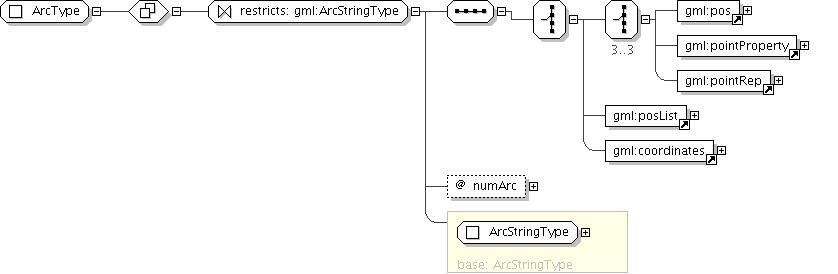 ArcType
restricts: gml:ArcStringType
gml:pos
gml:pointProperty
3..3
gml:pointRep
gml:posList
gml:coordinates
@ numArc
ArcStringType
base: ArcStringType